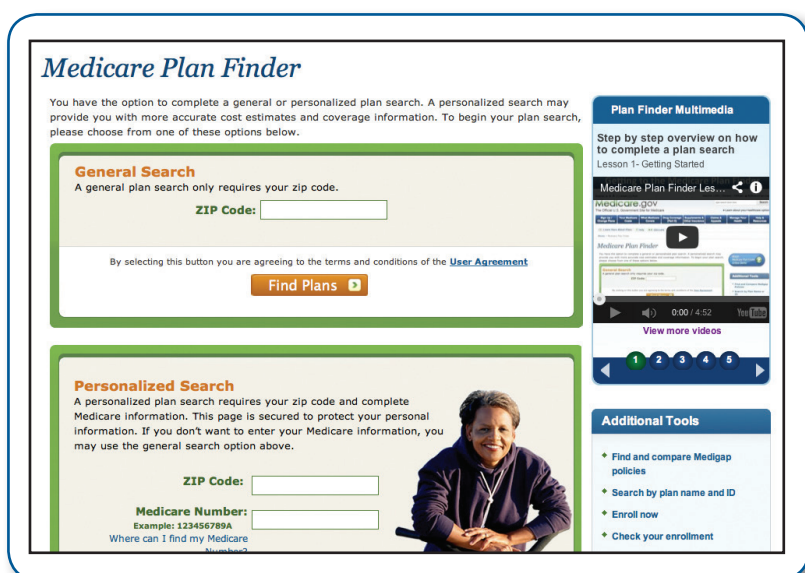 Medicare Plan Finder
You have the option to complete a general or personalized plan search. A personalized search may
provide you with more accurate cost estimates and coverage information. To begin your plan search,
please choose from one of these options below.
General Search
A general plan search only requires your zip code.
ZIP Code:
By selecting this button you are agreeing to the terms and conditions of the User Agreement
Find Plans
Personalized Search
A personalized plan search requires your zip code and complete
Medicare information. This page is secured to protect your personal
information. If you don't want to enter your Medicare information, you
may use the general search option above.
ZIP Code:
Medicare Number:
Example: 123456789A
Where can I find my Medicare
Number?
Plan Finder Multimedia
Step by step overview on how
to complete a plan search
Lesson 1- Getting Started
Medicare Plan Finder Les...
Medicare.gov
Medicare Plan Finder
General Search
0:00 / 4:52
YouTube
View more videos
1 2 3 4 5
Additional Tools
Find and compare Medigap
policies
Search by plan name and ID
Enroll now
Check your enrollment